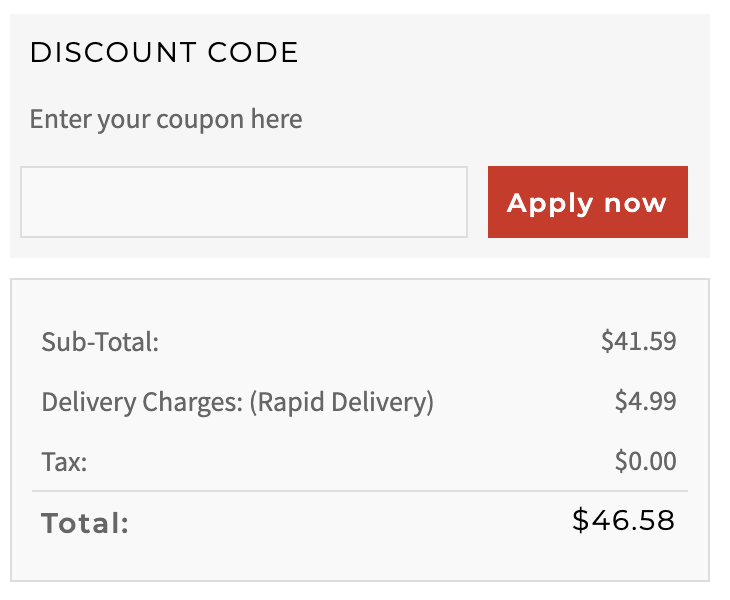 DISCOUNT CODE
Enter your coupon here
Apply now
Sub-Total: $41.59
Delivery Charges: (Rapid Delivery) $4.99
Tax: $0.00
Total: $46.58